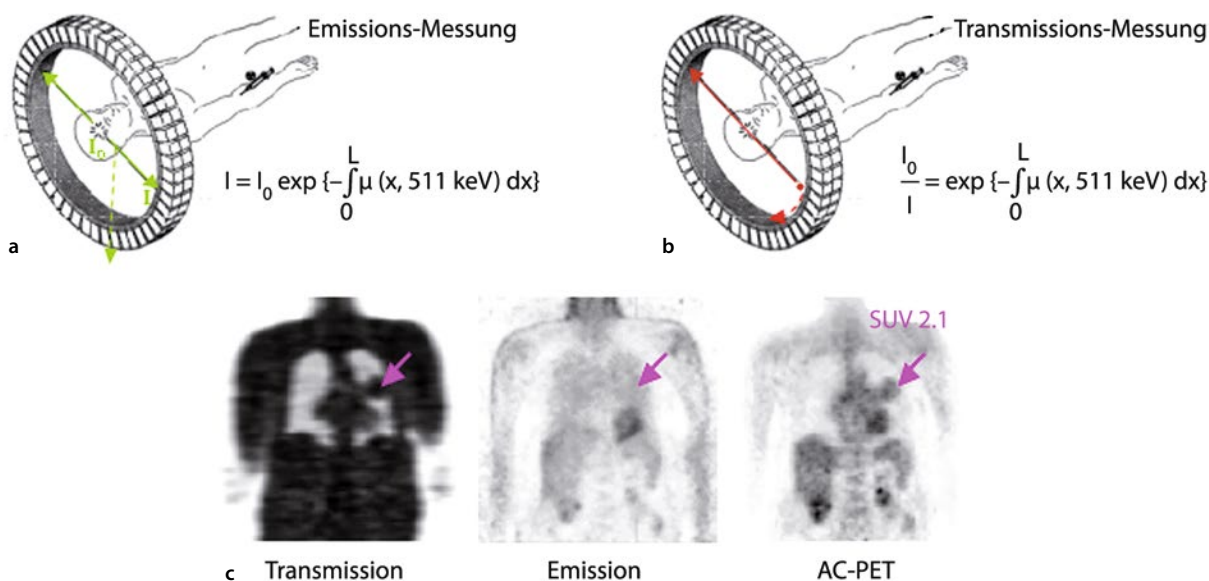 Emissions-Messung
I₀
I
I = I₀ exp {-∫₀ᴸ μ (x, 511 keV) dx}
a
Transmissions-Messung
I₀/I = exp {-∫₀ᴸ μ (x, 511 keV) dx}
b
SUV 2.1
c Transmission Emission AC-PET